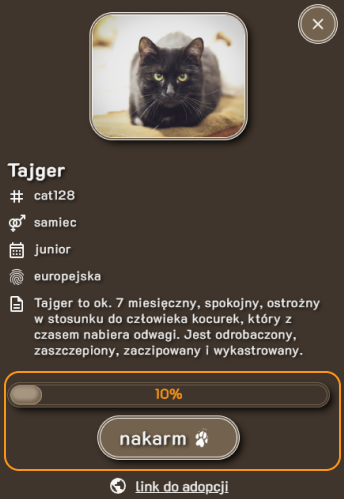 Tajger
cat128
samiec
junior
europejska
Tajger to ok. 7 miesięczny, spokojny, ostrożny
w stosunku do człowieka kocurek, który z
czasem nabiera odwagi. Jest odrobaczony,
zaszczepiony, zaczipowany i wykastrowany.
10%
nakarm
link do adopcji